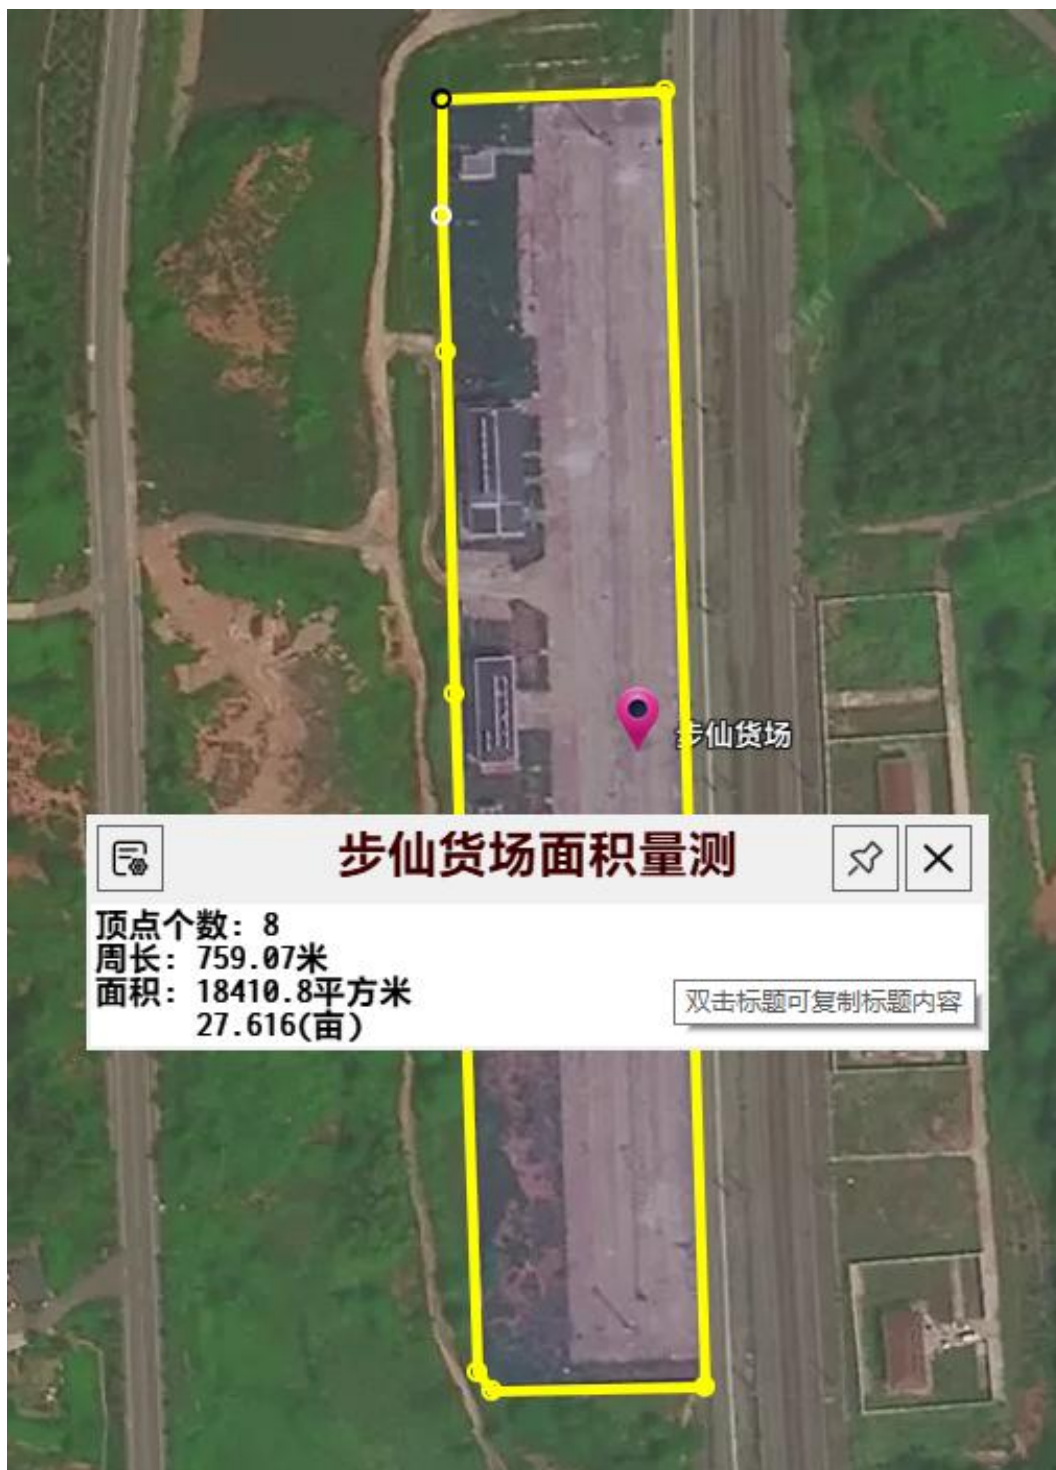 步仙货场
步仙货场面积量测
顶点个数: 8
周长: 759.07米
面积: 18410.8平方米
27.616(亩)
双击标题可复制标题内容